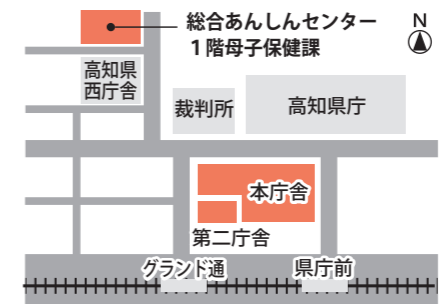 総合あんしんセンター
１階母子保健課
N
高知県
西庁舎
裁判所
高知県庁
本庁舎
第二庁舎
グランド通
県庁前